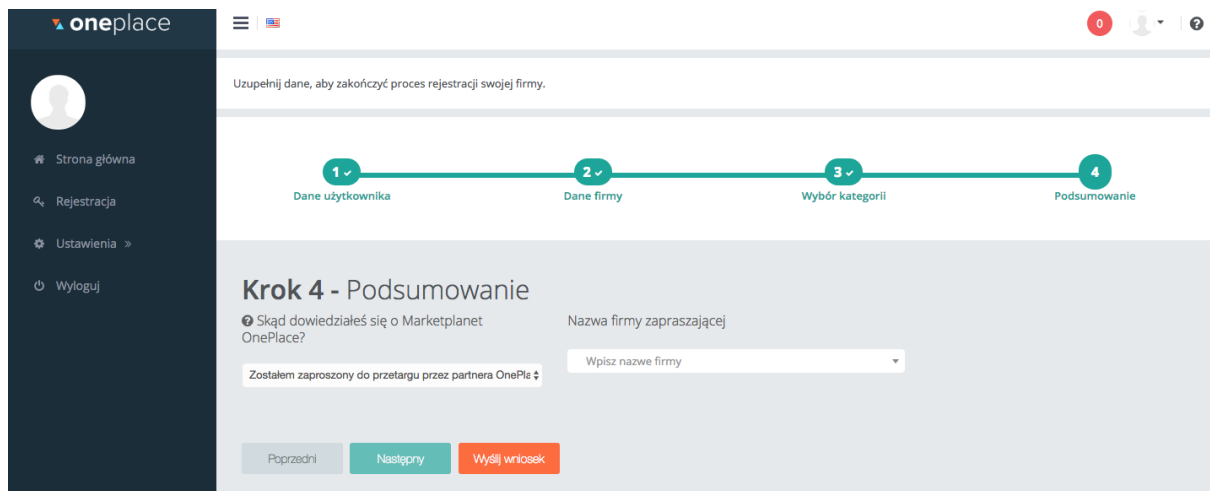 oneplace
0
Uzupełnij dane, aby zakończyć proces rejestracji swojej firmy.
Strona główna
Rejestracja
Ustawienia »
Wyloguj
1
2
3
4
Dane użytkownika
Dane firmy
Wybór kategorii
Podsumowanie
Krok 4 - Podsumowanie
Skąd dowiedziałeś się o Marketplanet
OnePlace?
Zostałem zaproszony do przetargu przez partnera OnePla
Nazwa firmy zapraszającej
Wpisz nazwe firmy
Poprzedni
Następny
Wyślij wniosek